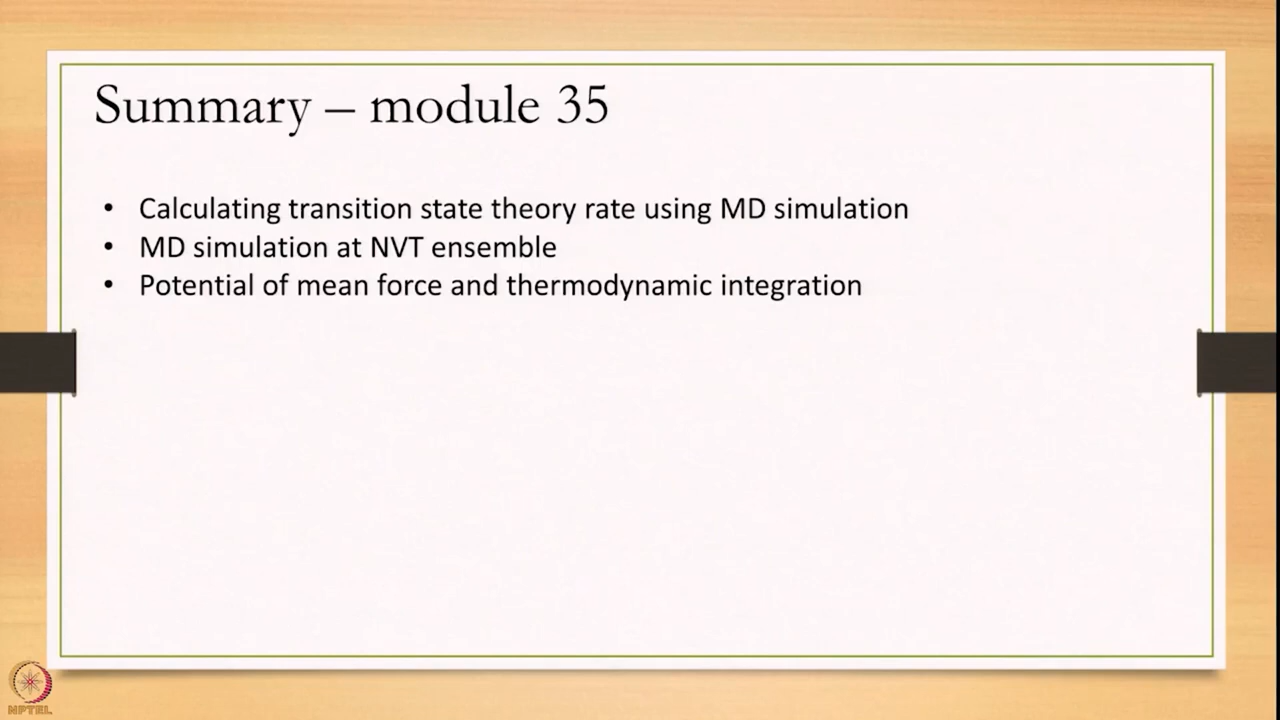 Summary – module 35
• Calculating transition state theory rate using MD simulation
• MD simulation at NVT ensemble
• Potential of mean force and thermodynamic integration
NPTEL